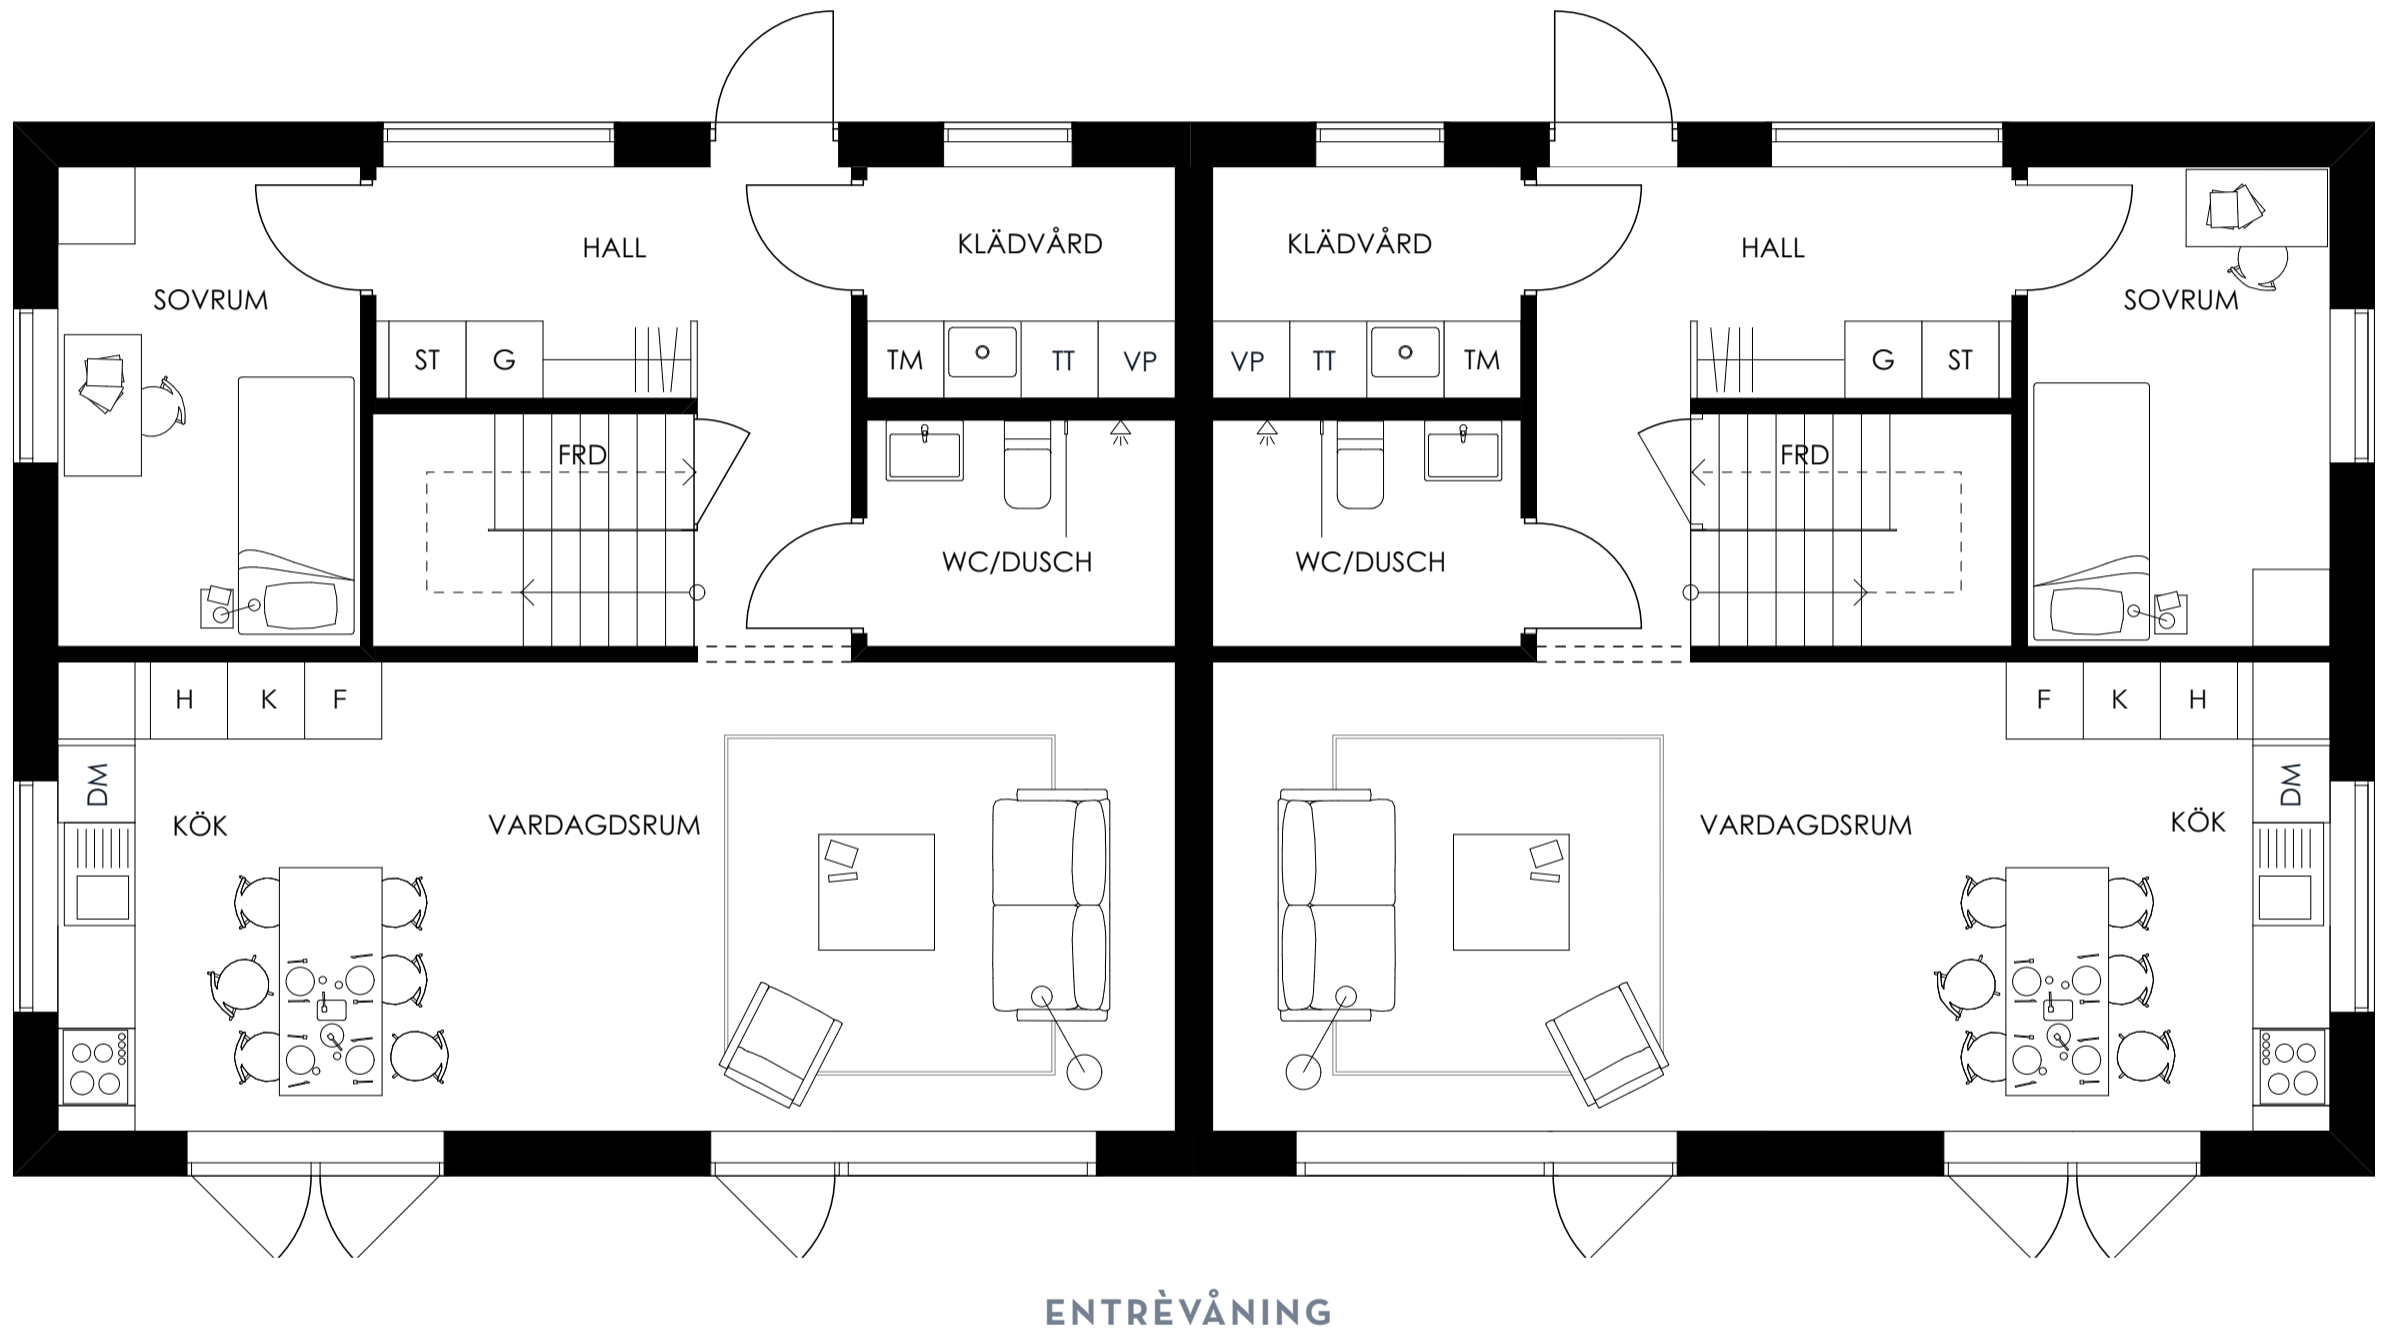 KLÄDVÅRD KLÄDVÅRD
HALL HALL
SOVRUM SOVRUM
ST G TM TT VP VP TT TM G ST
FRD FRD
WC/DUSCH WC/DUSCH
H K F F K H
DM DM
KÖK VARDAGDSRUM VARDAGDSRUM KÖK
ENTRÈVÅNING